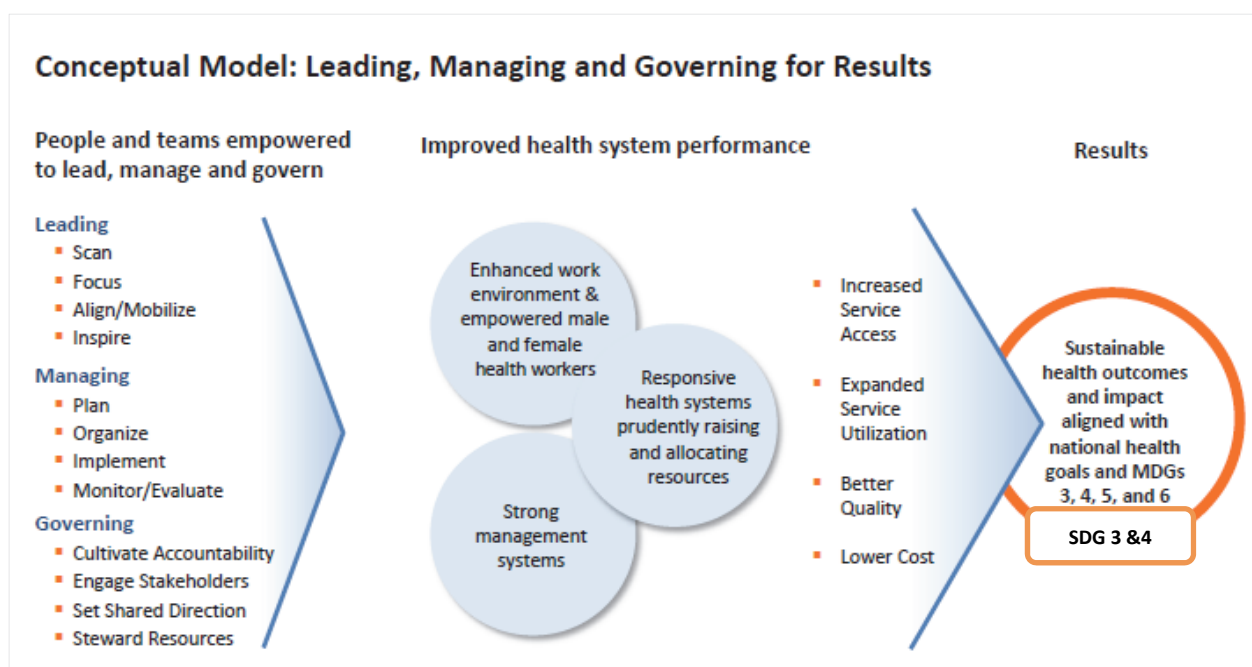 Conceptual Model: Leading, Managing and Governing for Results
People and teams empowered
to lead, manage and govern
Leading
▪ Scan
▪ Focus
▪ Align/Mobilize
▪ Inspire
Managing
▪ Plan
▪ Organize
▪ Implement
▪ Monitor/Evaluate
Governing
▪ Cultivate Accountability
▪ Engage Stakeholders
▪ Set Shared Direction
▪ Steward Resources
Improved health system performance
Enhanced work
environment &
empowered male
and female
health workers
Responsive
health systems
prudently raising
and allocating
resources
Strong
management
systems
▪ Increased
Service
Access
▪ Expanded
Service
Utilization
▪ Better
Quality
▪ Lower Cost
Results
Sustainable
health outcomes
and impact
aligned with
national health
goals and MDGs
3, 4, 5, and 6
SDG 3 &4